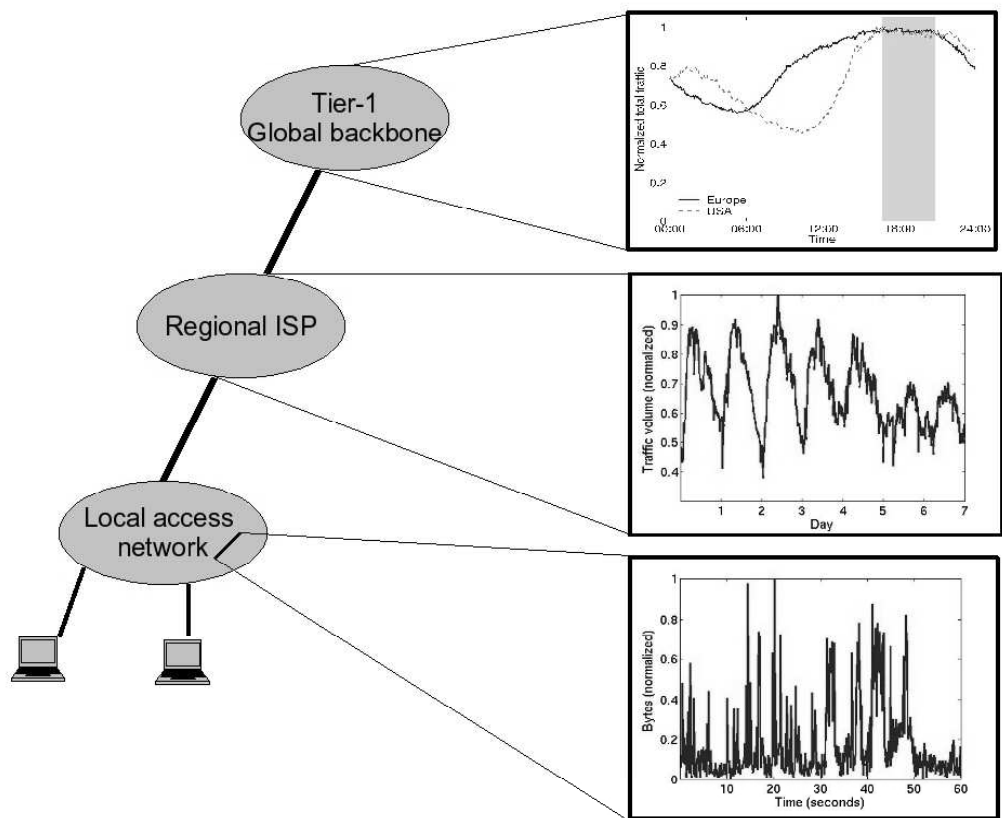 Tier-1
Global backbone
Regional ISP
Local access
network
Normalized total traffic
1
0.8
0.6
0.4
0.2
0
Europe
USA
00:00 06:00 12:00 18:00 24:00
Time
Traffic volume (normalized)
1
0.9
0.8
0.7
0.6
0.5
0.4
1 2 3 4 5 6 7
Day
Bytes (normalized)
1
0.8
0.6
0.4
0.2
0
10 20 30 40 50 60
Time (seconds)